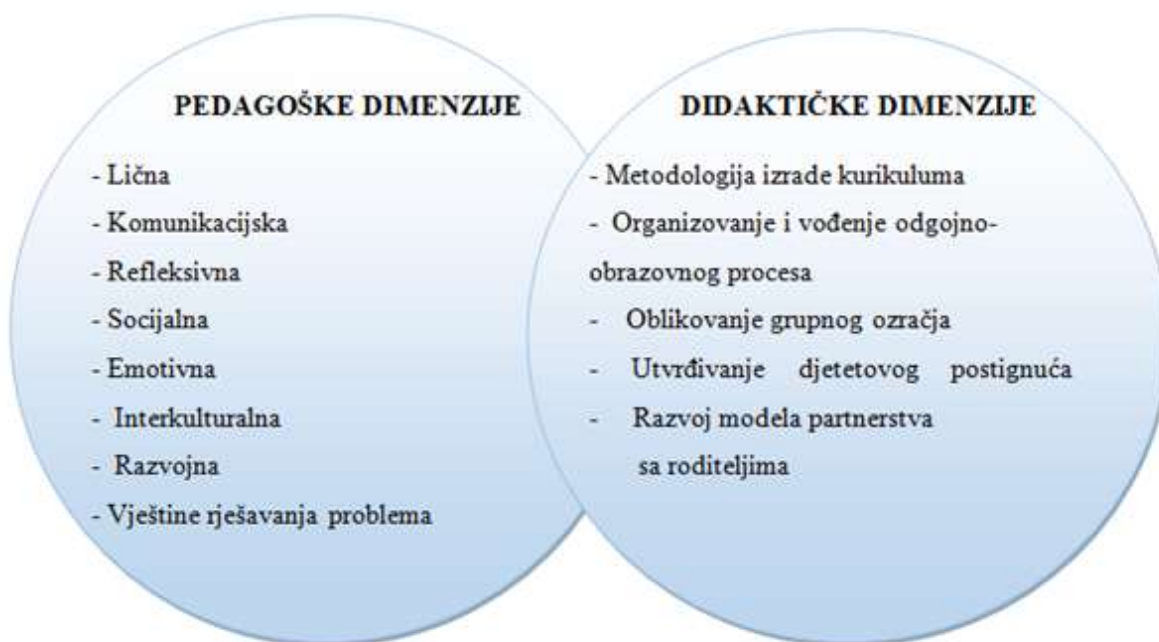 PEDAGOŠKE DIMENZIJE
- Lična
- Komunikacijska
- Refleksivna
- Socijalna
- Emotivna
- Interkulturalna
- Razvojna
- Vještine rješavanja problema
DIDAKTIČKE DIMENZIJE
- Metodologija izrade kurikuluma
- Organizovanje i vođenje odgojno-
obrazovnog procesa
- Oblikovanje grupnog ozračja
- Utvrđivanje djetetovog postignuća
- Razvoj modela partnerstva
sa roditeljima